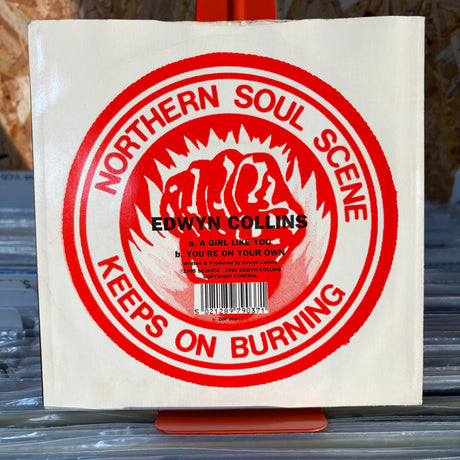 NORTHERN SOUL SCENE
EDWYN COLLINS
a. A GIRL LIKE YOU
b. YOU'RE ON YOUR OWN
Written & Produced by Edwyn Collins
©1995 SETANTA 1995 EDWYN COLLINS
COPYRIGHT CONTROL
5 021289 790371
KEEPS ON BURNING